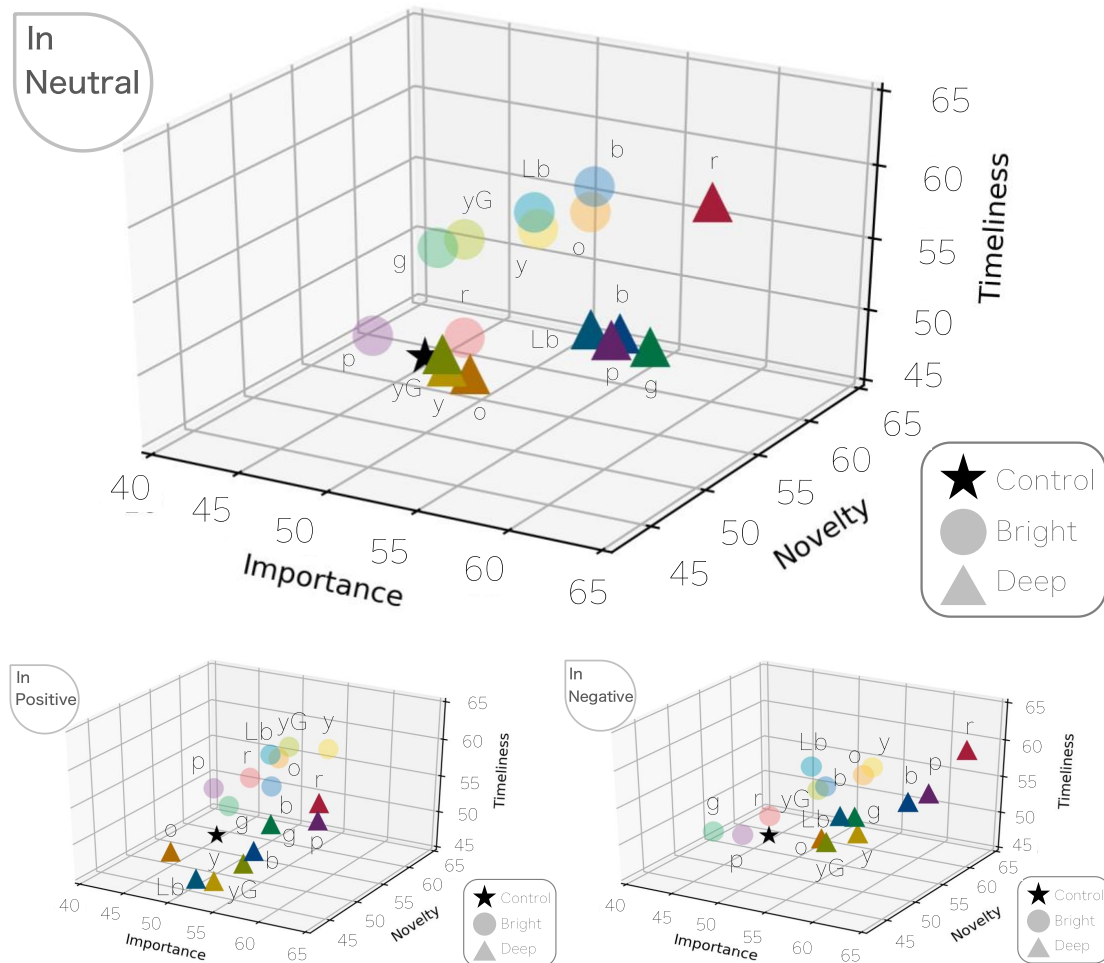 In
Neutral
65
60
55
50
45
Timeliness
b
Lb
r
yG
o
y
g
r
b
Lb
p
yG
y
o
p
g
40
45
50
55
60
65
Importance
45
50
55
60
65
Novelty
Control
Bright
Deep
In
Positive
65
60
55
50
45
Timeliness
Lb
yG
y
p
r
o
r
b
g
g
p
o
y
b
Lb
yG
40
45
50
55
60
65
Importance
45
50
55
60
65
Novelty
Control
Bright
Deep
In
Negative
65
60
55
50
45
Timeliness
r
Lb
o
y
b
b
p
g
r
yG
Lb
g
p
o
y
yG
40
45
50
55
60
65
Importance
45
50
55
60
65
Novelty
Control
Bright
Deep